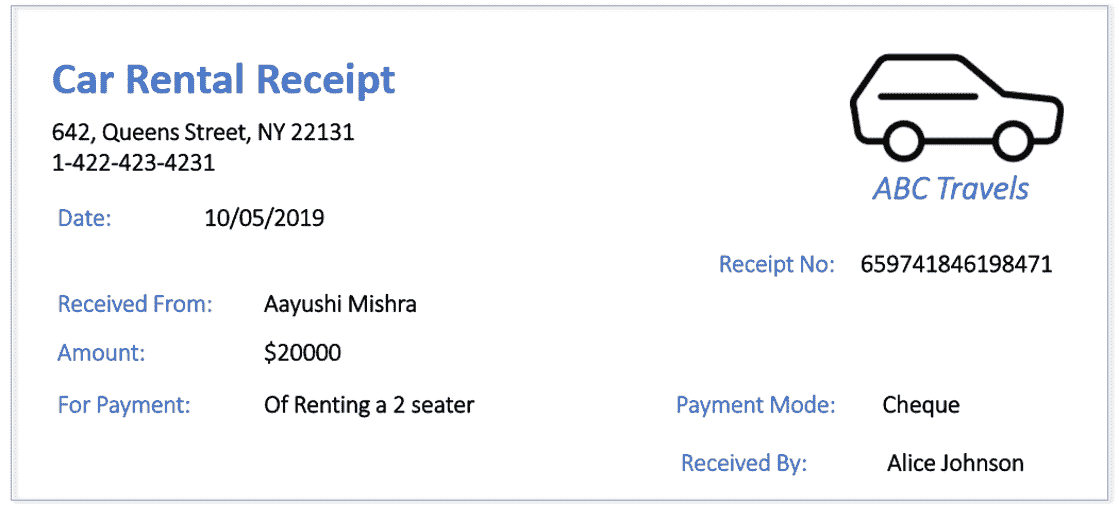 Car Rental Receipt
642, Queens Street, NY 22131
1-422-423-4231
ABC Travels
Date: 10/05/2019
Receipt No: 659741846198471
Received From: Aayushi Mishra
Amount: $20000
For Payment: Of Renting a 2 seater
Payment Mode: Cheque
Received By: Alice Johnson